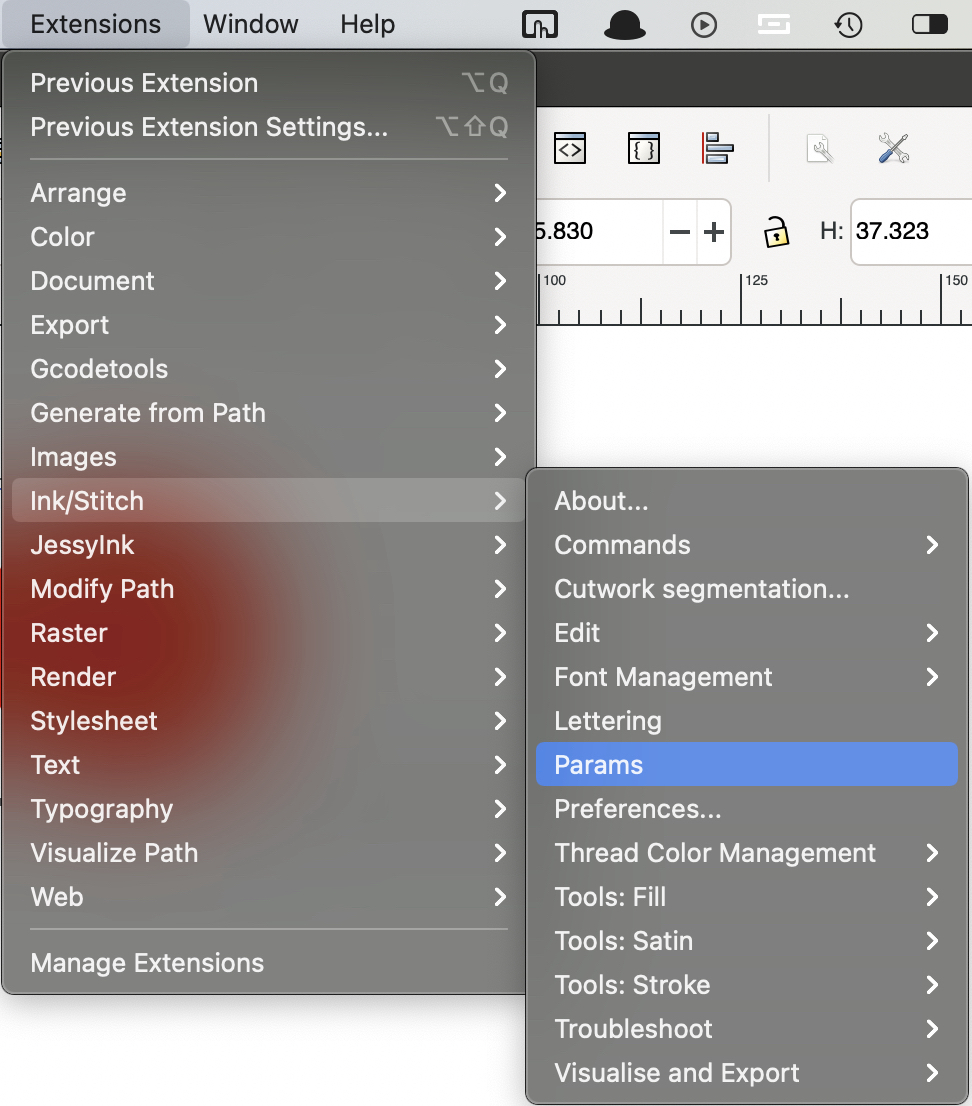 Extensions Window Help
Previous Extension ⌥Q
Previous Extension Settings... ⌥⇧Q
5.830 H: 37.323
100 125 150
Arrange
Color
Document
Export
Gcodetools
Generate from Path
Images
Ink/Stitch
JessyInk
Modify Path
Raster
Render
Stylesheet
Text
Typography
Visualize Path
Web
Manage Extensions
About...
Commands
Cutwork segmentation...
Edit
Font Management
Lettering
Params
Preferences...
Thread Color Management
Tools: Fill
Tools: Satin
Tools: Stroke
Troubleshoot
Visualise and Export